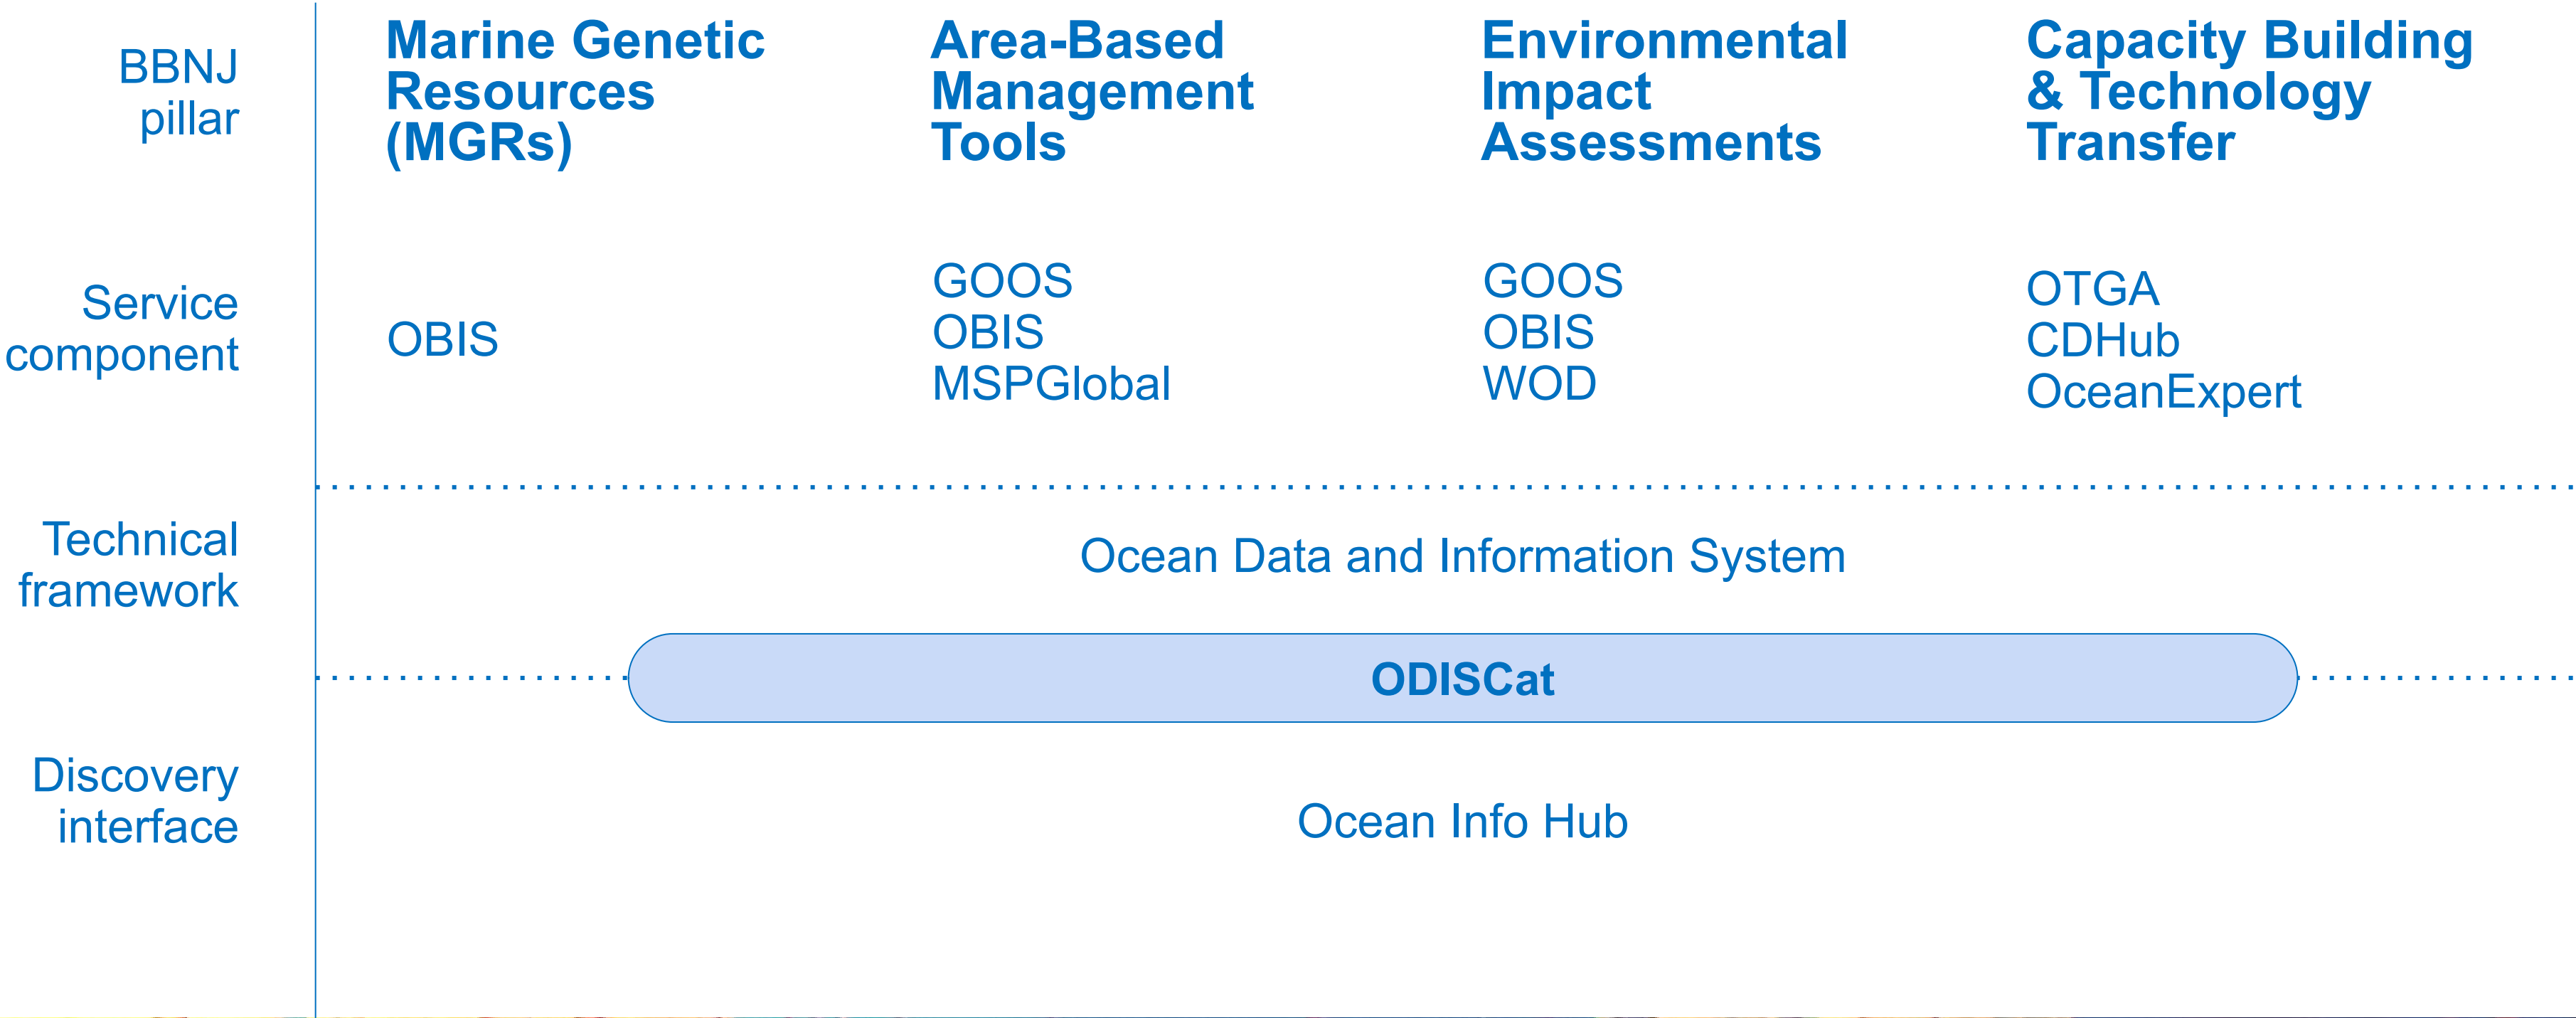 BBNJ
pillar
Marine Genetic
Resources
(MGRs)
Area-Based
Management
Tools
Environmental
Impact
Assessments
Capacity Building
& Technology
Transfer
Service
component
OBIS
GOOS
OBIS
MSPGlobal
GOOS
OBIS
WOD
OTGA
CDHub
OceanExpert
Technical
framework
Ocean Data and Information System
ODISCat
Discovery
interface
Ocean Info Hub